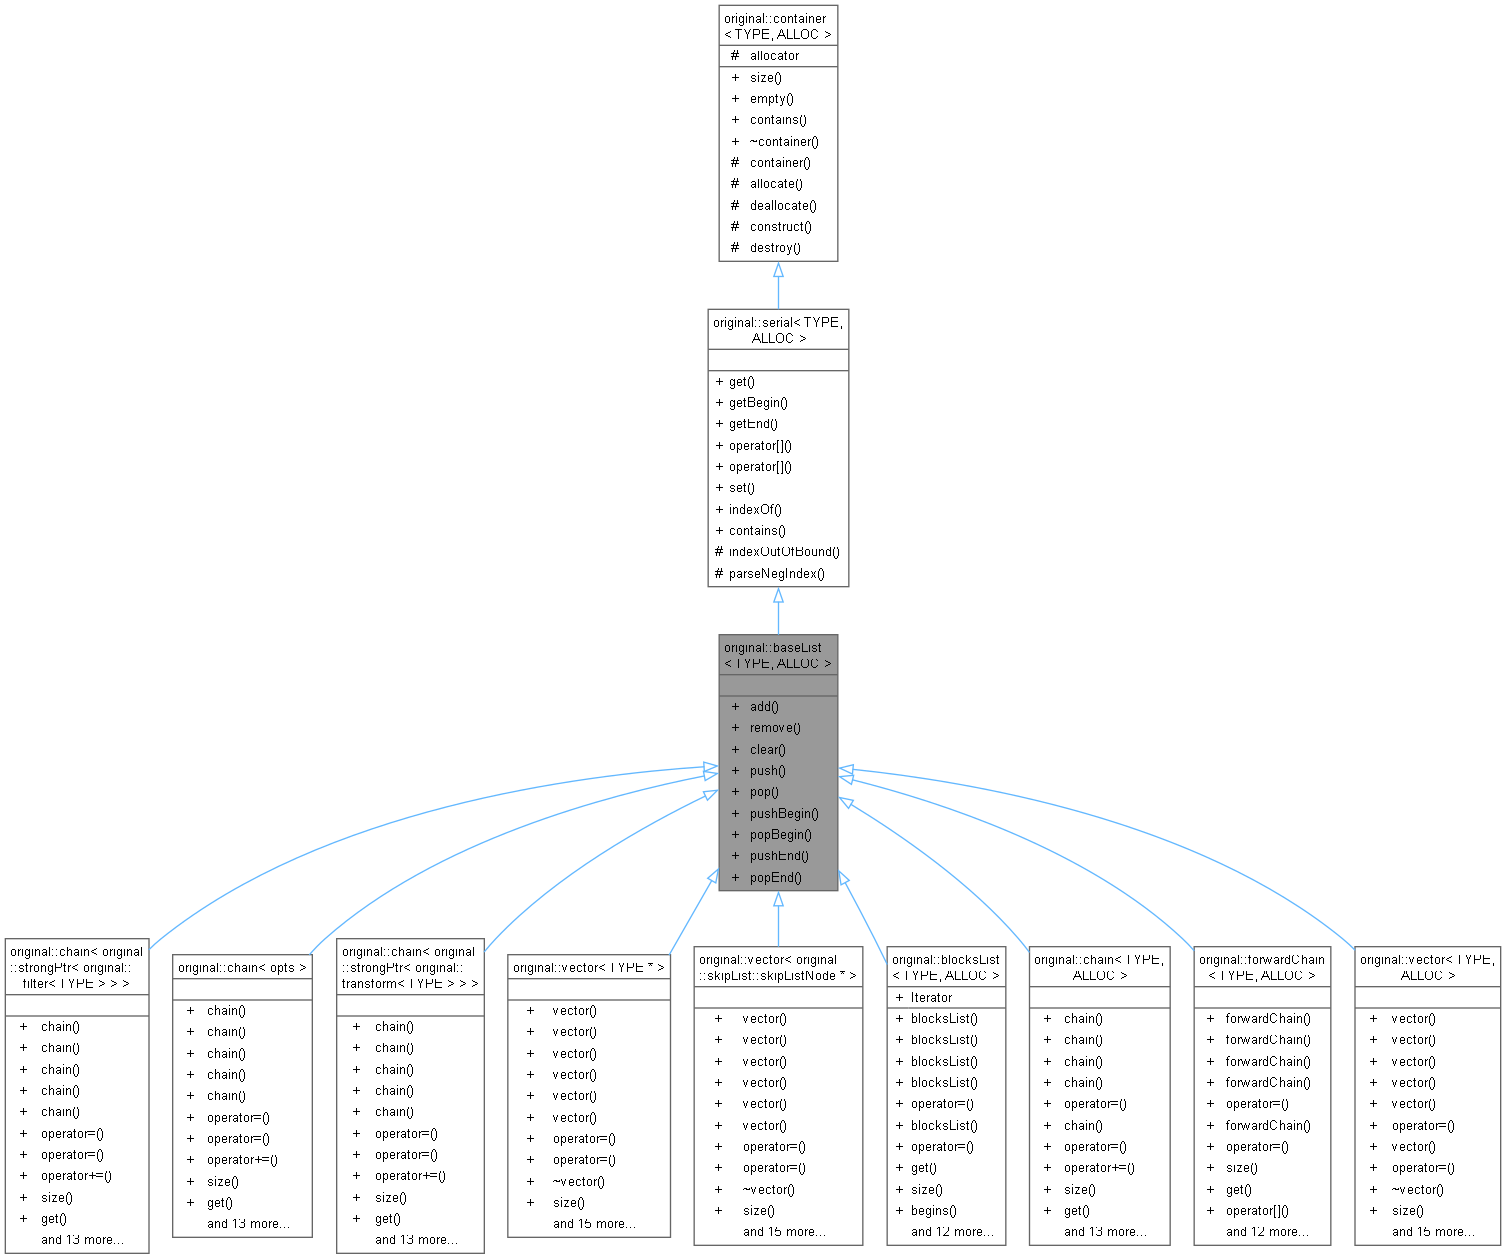 original::container
< TYPE, ALLOC >
# allocator
+ size()
+ empty()
+ contains()
+ ~container()
# container()
# allocate()
# deallocate()
# construct()
# destroy()
original::serial< TYPE,
ALLOC >
+ get()
+ getBegin()
+ getEnd()
+ operator[]()
+ operator[]()
+ set()
+ indexOf()
+ contains()
# indexOutOfBound()
# parseNegIndex()
original::baseList
< TYPE, ALLOC >
+ add()
+ remove()
+ clear()
+ push()
+ pop()
+ pushBegin()
+ popBegin()
+ pushEnd()
+ popEnd()
original::chain< original
::strongPtr< original::
filter< TYPE > > >
+ chain()
+ chain()
+ chain()
+ chain()
+ chain()
+ operator=()
+ operator=()
+ operator+=()
+ size()
+ get()
and 13 more...
original::chain< opts >
+ chain()
+ chain()
+ chain()
+ chain()
+ chain()
+ operator=()
+ operator=()
+ operator+=()
+ size()
+ get()
and 13 more...
original::chain< original
::strongPtr< original::
transform< TYPE > > >
+ chain()
+ chain()
+ chain()
+ chain()
+ chain()
+ operator=()
+ operator=()
+ operator+=()
+ size()
+ get()
and 13 more...
original::vector< TYPE * >
+ vector()
+ vector()
+ vector()
+ vector()
+ vector()
+ vector()
+ operator=()
+ operator=()
+ ~vector()
+ size()
and 15 more...
original::vector< original
::skipList::skipListNode * >
+ vector()
+ vector()
+ vector()
+ vector()
+ vector()
+ vector()
+ operator=()
+ operator=()
+ ~vector()
+ size()
and 15 more...
original::blocksList
< TYPE, ALLOC >
+ Iterator
+ blocksList()
+ blocksList()
+ blocksList()
+ blocksList()
+ operator=()
+ blocksList()
+ operator=()
+ get()
+ size()
+ begins()
and 12 more...
original::chain< TYPE,
ALLOC >
+ chain()
+ chain()
+ chain()
+ chain()
+ operator=()
+ chain()
+ operator=()
+ operator+=()
+ size()
+ get()
and 13 more...
original::forwardChain
< TYPE, ALLOC >
+ forwardChain()
+ forwardChain()
+ forwardChain()
+ forwardChain()
+ operator=()
+ forwardChain()
+ operator=()
+ size()
+ get()
+ operator[]()
and 12 more...
original::vector< TYPE,
ALLOC >
+ vector()
+ vector()
+ vector()
+ vector()
+ vector()
+ operator=()
+ vector()
+ operator=()
+ ~vector()
+ size()
and 15 more...